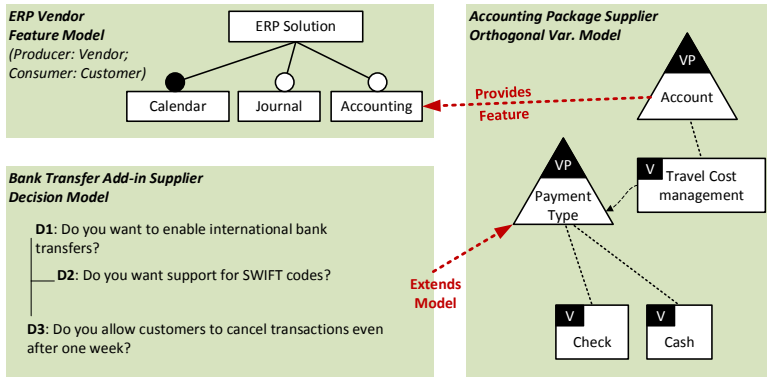 ERP Vendor
Feature Model
(Producer: Vendor;
Consumer: Customer)
ERP Solution
Calendar
Journal
Accounting
Bank Transfer Add-in Supplier
Decision Model
D1: Do you want to enable international bank
transfers?
D2: Do you want support for SWIFT codes?
D3: Do you allow customers to cancel transactions even
after one week?
Provides
Feature
Extends
Model
Accounting Package Supplier
Orthogonal Var. Model
VP
Account
V
Travel Cost
management
VP
Payment
Type
V
Check
V
Cash